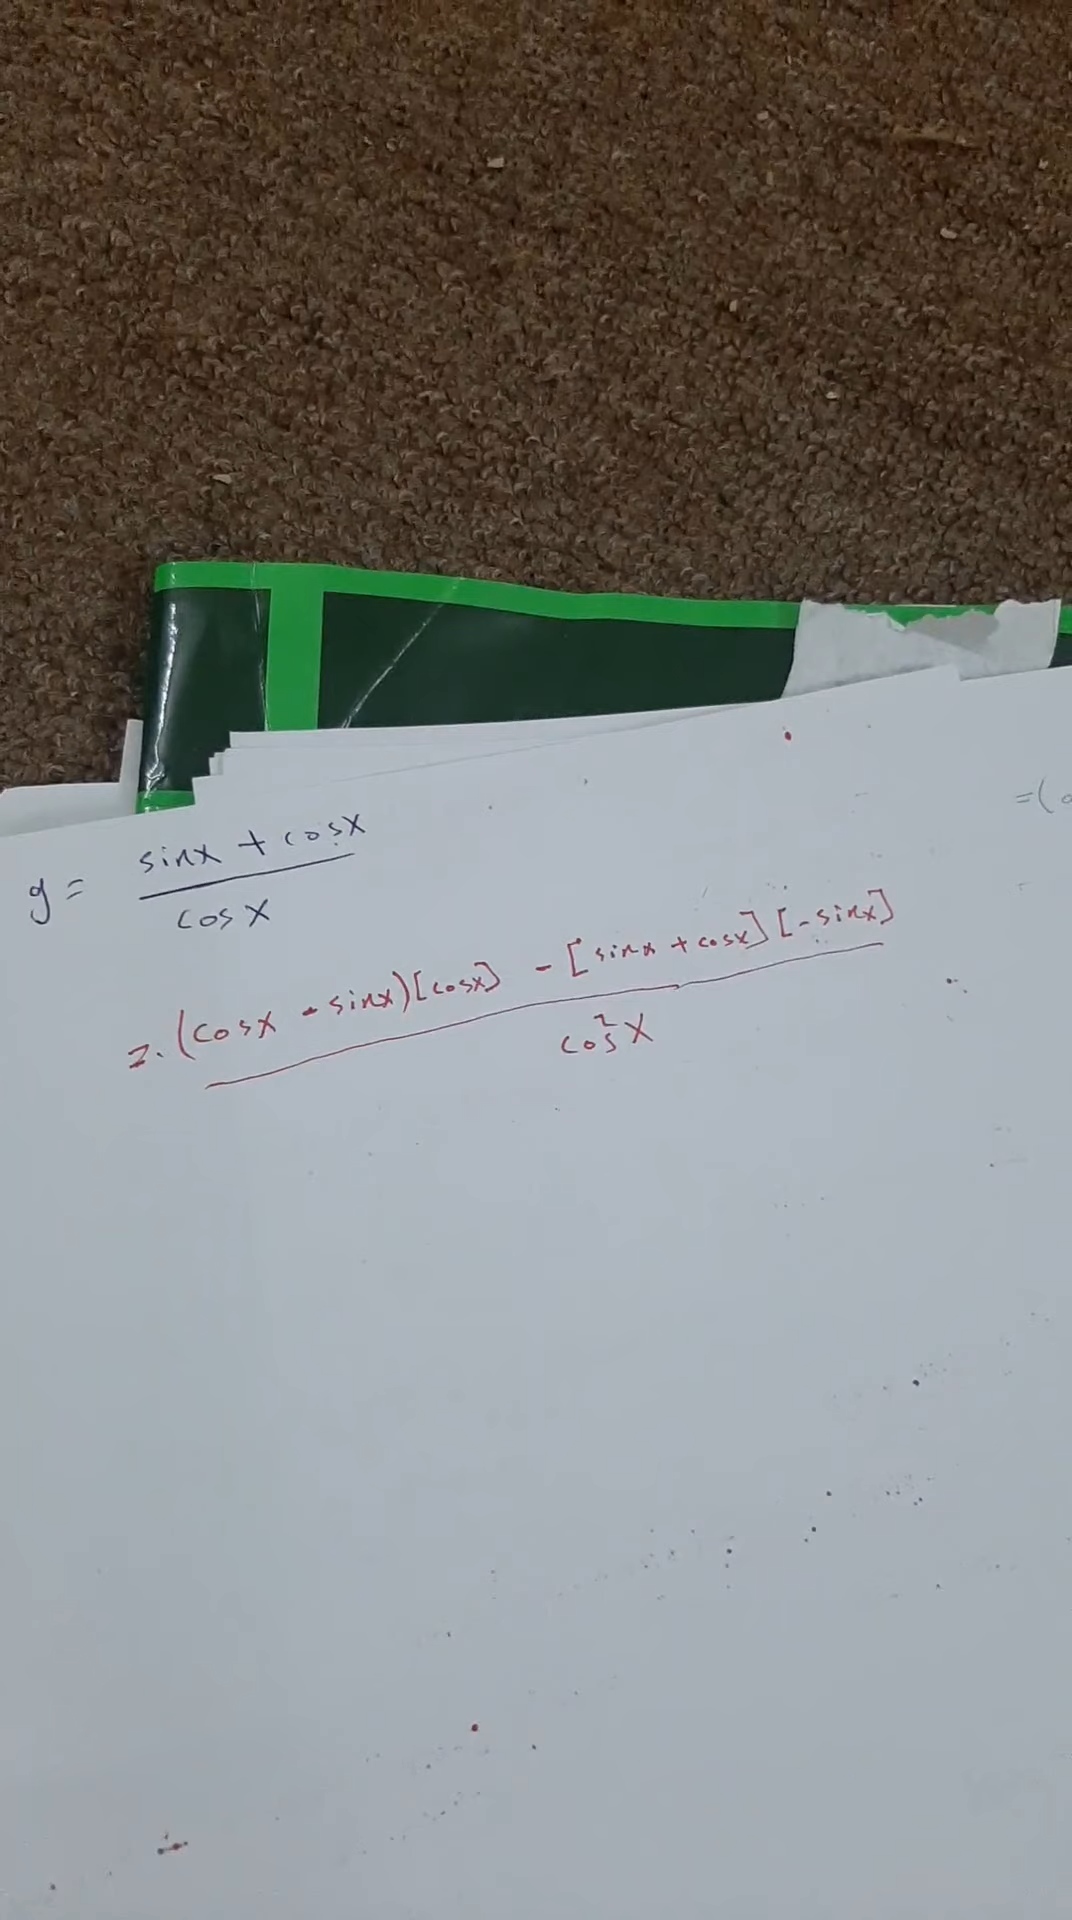 y = sinx + cosx
cosx
= (cosx - sinx)[cosx] - [sinx + cosx][-sinx]
cos²x
=(